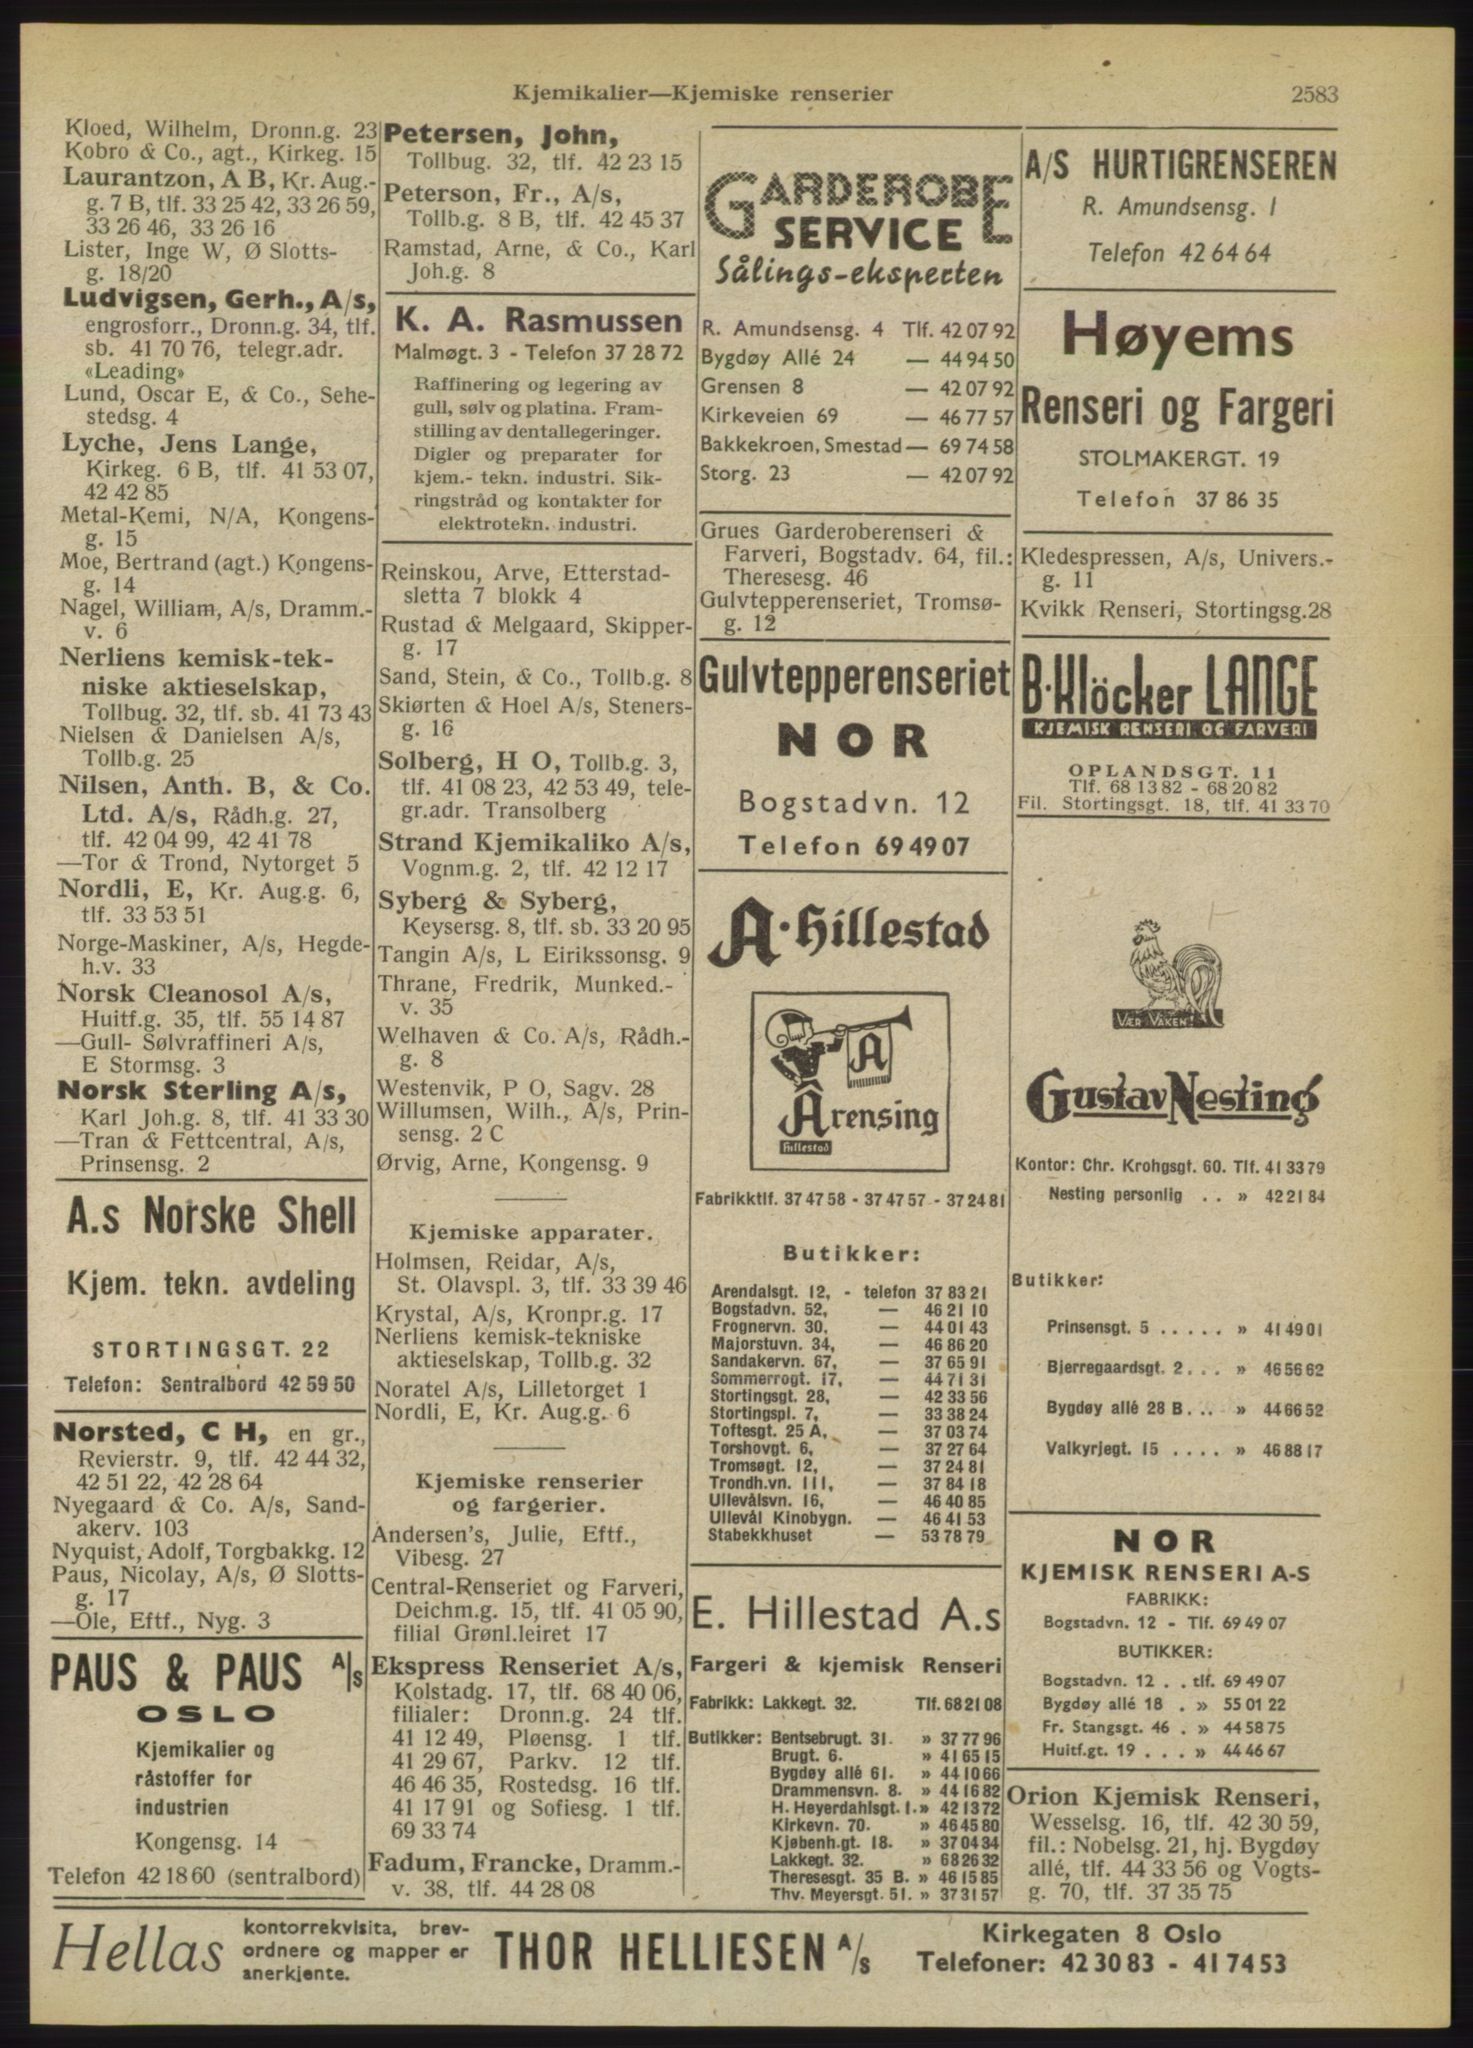 Kjemikalier—Kjemiske renserier
2583
Kloed, Wilhelm, Dronn.g. 23
Kobro & Co., agt., Kirkeg. 15
Laurantzon, A B, Kr. Aug.-
g. 7 B, tlf. 33 25 42, 33 26 59,
33 26 46, 33 26 16
Lister, Inge W, Ø Slotts-
g. 18/20
Ludvigsen, Gerh., A/s,
engrosforr., Dronn.g. 34, tlf.
sb. 41 70 76, telegr.adr.
«Leading»
Lund, Oscar E, & Co., Sehe-
stedsg. 4
Lyche, Jens Lange,
Kirkeg. 6 B, tlf. 41 53 07,
42 42 85
Metal-Kemi, N/A, Kongens-
g. 15
Moe, Bertrand (agt.) Kongens-
g. 14
Nagel, William, A/s, Dramm.-
v. 6
Nerliens kemisk-tek-
niske aktieselskap,
Tollbug. 32, tlf. sb. 41 73 43
Nielsen & Danielsen A/s,
Tollb.g. 25
Nilsen, Anth. B, & Co.
Ltd. A/s, Rådh.g. 27,
tlf. 42 04 99, 42 41 78
—Tor & Trond, Nytorget 5
Nordli, E, Kr. Aug.g. 6,
tlf. 33 53 51
Norge-Maskiner, A/s, Hegde-
h.v. 33
Norsk Cleanosol A/s,
Huitf.g. 35, tlf. 55 14 87
—Gull- Sølvraffineri A/s,
E Stormsg. 3
Norsk Sterling A/s,
Karl Joh.g. 8, tlf. 41 33 30
—Tran & Fettcentral, A/s,
Prinsensg. 2
A.s Norske Shell
Kjem. tekn. avdeling
STORTINGSGT. 22
Telefon: Sentralbord 42 59 50
Norsted, C H, en gr.,
Revierstr. 9, tlf. 42 44 32,
42 51 22, 42 28 64
Nyegaard & Co. A/s, Sand-
akerv. 103
Nyquist, Adolf, Torgbakkg. 12
Paus, Nicolay, A/s, Ø Slotts-
g. 17
—Ole, Eftf., Nyg. 3
PAUS & PAUS A/s
OSLO
Kjemikalier og
råstoffer for
industrien
Kongensg. 14
Telefon 42 18 60 (sentralbord)
Petersen, John,
Tollbug. 32, tlf. 42 23 15
Peterson, Fr., A/s,
Tollb.g. 8 B, tlf. 42 45 37
Ramstad, Arne, & Co., Karl
Joh.g. 8
K. A. Rasmussen
Malmøgt. 3 - Telefon 37 28 72
Raffinering og legering av
gull, sølv og platina. Fram-
stilling av dentallegeringer.
Digler og preparater for
kjem.- tekn. industri. Sik-
ringstråd og kontakter for
elektrotekn. industri.
Reinskou, Arve, Etterstad-
sletta 7 blokk 4
Rustad & Melgaard, Skipper-
g. 17
Sand, Stein, & Co., Tollb.g. 8
Skiørten & Hoel A/s, Steners-
g. 16
Solberg, H O, Tollb.g. 3,
tlf. 41 08 23, 42 53 49, tele-
gr.adr. Transolberg
Strand Kjemikaliko A/s,
Vognm.g. 2, tlf. 42 12 17
Syberg & Syberg,
Keysersg. 8, tlf. sb. 33 20 95
Tangin A/s, L Eirikssonsg. 9
Thrane, Fredrik, Munked.-
v. 35
Welhaven & Co. A/s, Rådh.-
g. 8
Westenvik, P O, Sagv. 28
Willumsen, Wilh., A/s, Prin-
sensg. 2 C
Ørvig, Arne, Kongensg. 9
Kjemiske apparater.
Holmsen, Reidar, A/s,
St. Olavspl. 3, tlf. 33 39 46
Krystal, A/s, Kronpr.g. 17
Nerliens kemisk-tekniske
aktieselskap, Tollb.g. 32
Noratel A/s, Lilletorget 1
Nordli, E, Kr. Aug.g. 6
Kjemiske renserier
og fargerier.
Andersen's, Julie, Eftf.,
Vibesg. 27
Central-Renseriet og Farveri,
Deichm.g. 15, tlf. 41 05 90,
filial Grønl.leiret 17
Ekspress Renseriet A/s,
Kolstadg. 17, tlf. 68 40 06,
filialer: Dronn.g. 24 tlf.
41 12 49, Pløensg. 1 tlf.
41 29 67, Parkv. 12 tlf.
46 46 35, Rostedsg. 16 tlf.
41 17 91 og Sofiesg. 1 tlf.
69 33 74
Fadum, Francke, Dramm.-
v. 38, tlf. 44 28 08
GARDEROBE
SERVICE
Sålings-eksperten
R. Amundsensg. 4 Tlf. 42 07 92
Bygdøy Allé 24 — 44 94 50
Grensen 8 — 42 07 92
Kirkeveien 69 — 46 77 57
Bakkekroen, Smestad — 69 74 58
Storg. 23 — 42 07 92
Grues Garderoberenseri &
Farveri, Bogstadv. 64, fil.:
Theresesg. 46
Gulvtepperenseriet, Tromsø-
g. 12
Gulvtepperenseriet
NOR
Bogstadvn. 12
Telefon 69 49 07
A. Hillestad
A
Ârensing
Hillestad
Fabrikktlf. 37 47 58 - 37 47 57 - 37 24 81
Butikker:
Arendalsgt. 12, - telefon 37 83 21
Bogstadvn. 52, — 46 21 10
Frognervn. 30, — 44 01 43
Majorstuvn. 34, — 46 86 20
Sandakervn. 67, — 37 65 91
Sommerrogt. 17, — 44 71 31
Stortingsgt. 28, — 42 33 56
Stortingspl. 7, — 33 38 24
Toftesgt. 25 A, — 37 03 74
Torshovgt. 6, — 37 27 64
Tromsøgt. 12, — 37 24 81
Trondh.vn. 111, — 37 84 18
Ullevålsvn. 16, — 46 40 85
Ullevål Kinobygn. — 46 41 53
Stabekkhuset — 53 78 79
E. Hillestad A.s
Fargeri & kjemisk Renseri
Fabrikk: Lakkegt. 32. Tlf. 68 21 08
Butikker: Bentsebrugt. 31. » 37 77 96
Brugt. 6. » 41 65 15
Bygdøy allé 61. » 44 10 66
Drammensvn. 8. » 44 16 82
H. Heyerdahlsgt. 1. » 42 13 72
Kirkevn. 70. » 46 45 80
Kjøbenh.gt. 18. » 37 04 34
Lakkegt. 32. » 68 26 32
Theresesgt. 35 B. » 46 15 85
Thv. Meyersgt. 51. » 37 31 57
A/S HURTIGRENSEREN
R. Amundsensg. 1
Telefon 42 64 64
Høyems
Renseri og Fargeri
STOLMAKERGT. 19
Telefon 37 86 35
Kledespressen, A/s, Univers.-
g. 11
Kvikk Renseri, Stortingsg.28
B. Klöcker LANGE
KJEMISK RENSERI OG FARVERI
OPLANDSGT. 11
Tlf. 68 13 82 - 68 20 82
Fil. Stortingsgt. 18, tlf. 41 33 70
VÆR VÅKEN!
Gustav Nesting
Kontor: Chr. Krohgsgt. 60. Tlf. 41 33 79
Nesting personlig . . » 42 21 84
Butikker:
Prinsensgt. 5 . . . . . » 41 49 01
Bjerregaardsgt. 2 . . . » 46 56 62
Bygdøy allé 28 B. . . » 44 66 52
Valkyrjegt. 15 . . . . » 46 88 17
NOR
KJEMISK RENSERI A-S
FABRIKK:
Bogstadvn. 12 - Tlf. 69 49 07
BUTIKKER:
Bogstadvn. 12 . . tlf. 69 49 07
Bygdøy allé 18 . » 55 01 22
Fr. Stangsgt. 46 . » 44 58 75
Huitf.gt. 19 . . . » 44 46 67
Orion Kjemisk Renseri,
Wesselsg. 16, tlf. 42 30 59,
fil.: Nobelsg. 21, hj. Bygdøy
allé, tlf. 44 33 56 og Vogts-
g. 70, tlf. 37 35 75
Hellas
kontorrekvisita, brev-
ordnere og mapper er
anerkjente.
THOR HELLIESEN A/s
Kirkegaten 8 Oslo
Telefoner: 42 30 83 - 41 74 53